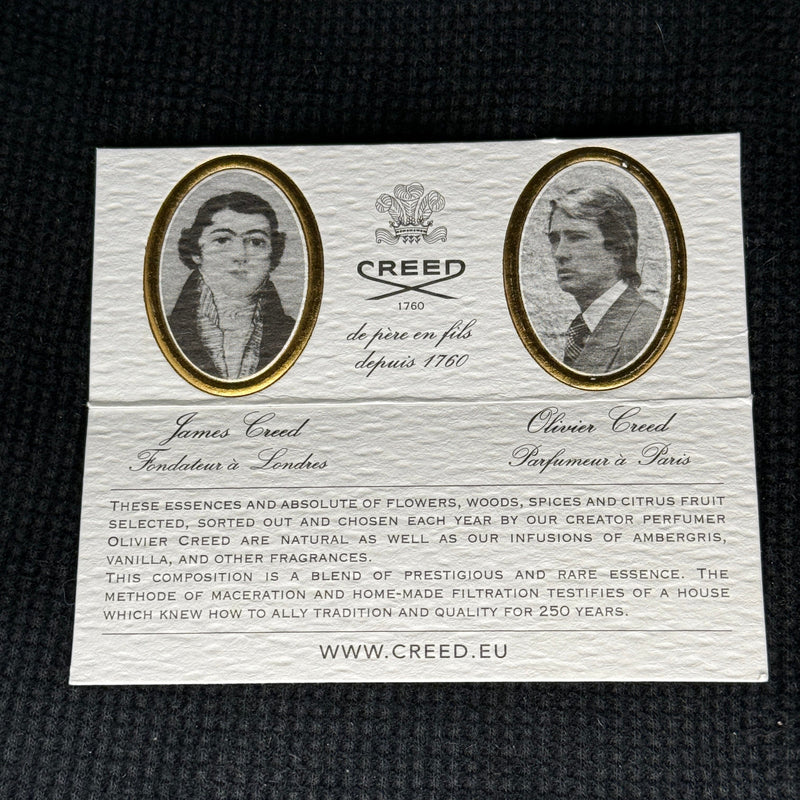 CREED
1760
de père en fils
depuis 1760
James Creed
Fondateur à Londres
Olivier Creed
Parfumeur à Paris
THESE ESSENCES AND ABSOLUTE OF FLOWERS, WOODS, SPICES AND CITRUS FRUIT
SELECTED, SORTED OUT AND CHOSEN EACH YEAR BY OUR CREATOR PERFUMER
OLIVIER CREED ARE NATURAL AS WELL AS OUR INFUSIONS OF AMBERGRIS,
VANILLA, AND OTHER FRAGRANCES.
THIS COMPOSITION IS A BLEND OF PRESTIGIOUS AND RARE ESSENCE. THE
METHODE OF MACERATION AND HOME-MADE FILTRATION TESTIFIES OF A HOUSE
WHICH KNEW HOW TO ALLY TRADITION AND QUALITY FOR 250 YEARS.
WWW.CREED.EU